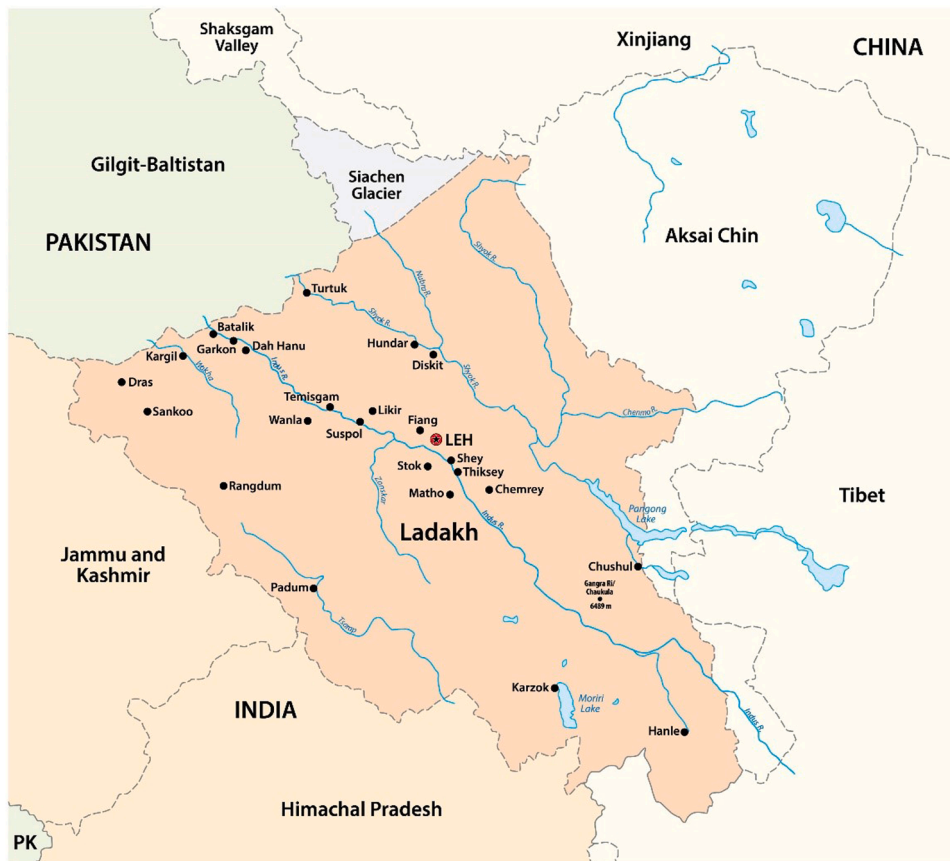 Shaksgam
Valley
Xinjiang
CHINA
Gilgit-Baltistan
Siachen
Glacier
PAKISTAN
Aksai Chin
Shyok R.
Nubra R.
Turtuk
Shyok R.
Batalik
Garkon
Dah Hanu
Hundar
Diskit
Kargil
Wakha
Indus R.
Shyok R.
Dras
Temisgam
Sankoo
Likir
Chenmo R.
Wanla
Suspol
Fiang
LEH
Shey
Stok
Thiksey
Rangdum
Zanskar
Matho
Chemrey
Tibet
Indus R.
Pangong
Lake
Ladakh
Jammu and
Kashmir
Chushul
Gangra Ri/
Chaukula
6489 m
Padum
Tsarap
Karzok
Moriri
Lake
INDIA
Indus R.
Hanle
Himachal Pradesh
PK